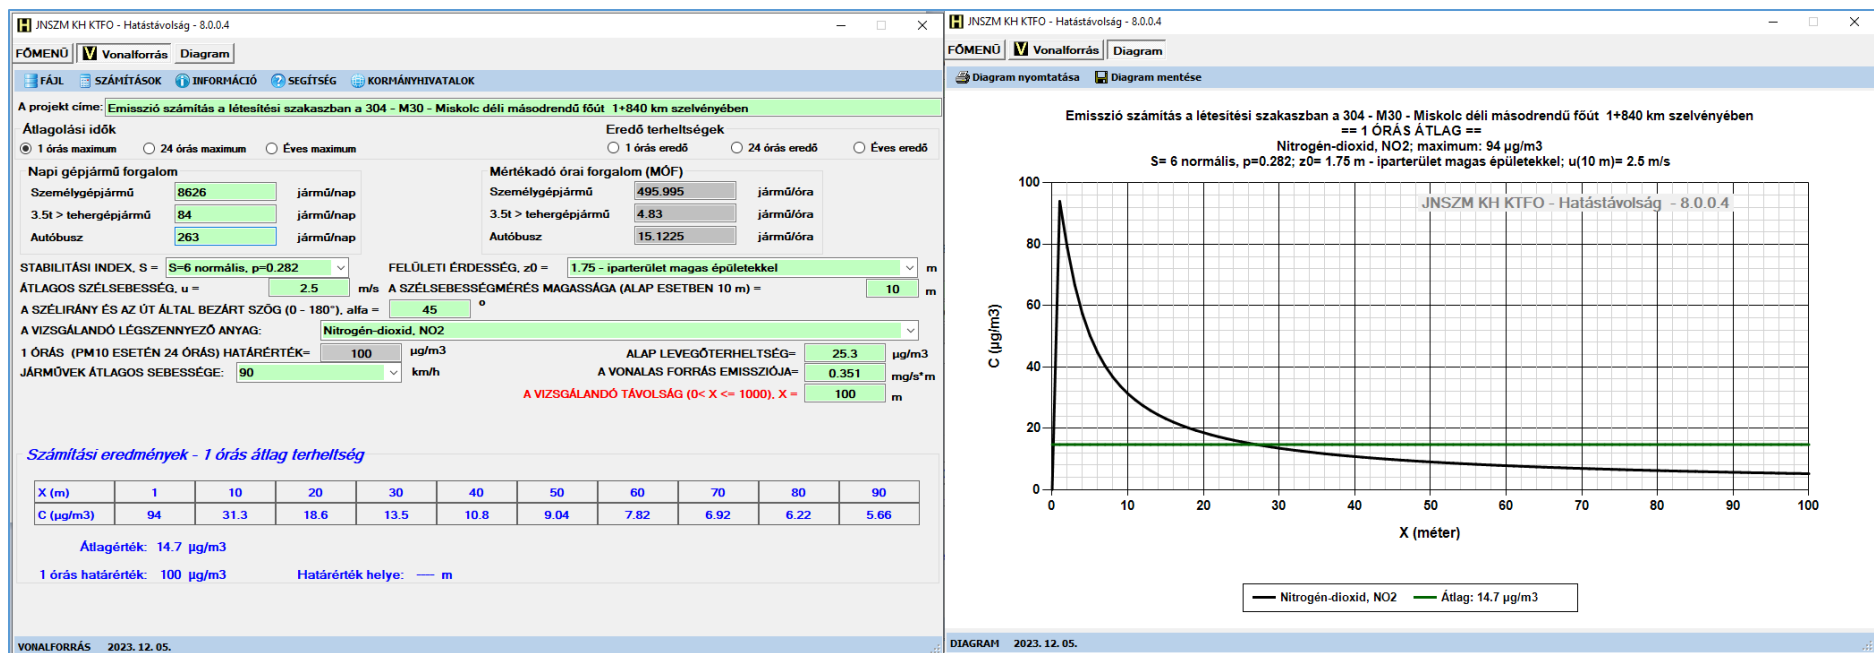 JNSZM KH KTFO - Hatástávolság - 8.0.0.4
FŐMENÜ Vonalforrás Diagram
FÁJL SZÁMÍTÁSOK INFORMÁCIÓ SEGÍTSÉG KORMÁNYHIVATALOK
A projekt címe: Emisszió számítás a létesítési szakaszban a 304 - M30 - Miskolc déli másodrendű főút 1+840 km szelvényében
Átlagolási idők
1 órás maximum 24 órás maximum Éves maximum
Eredő terheltségek
1 órás eredő 24 órás eredő Éves eredő
Napi gépjármű forgalom
Személygépjármű 8626 jármű/nap
3.5t > tehergépjármű 84 jármű/nap
Autóbusz 263 jármű/nap
Mértékadó órai forgalom (MÓF)
Személygépjármű 495.995 jármű/óra
3.5t > tehergépjármű 4.83 jármű/óra
Autóbusz 15.1225 jármű/óra
STABILITÁSI INDEX, S = S=6 normális, p=0.282 FELÜLETI ÉRDESSÉG, z0 = 1.75 - iparterület magas épületekkel m
ÁTLAGOS SZÉLSEBESSÉG, u = 2.5 m/s A SZÉLSEBESSÉGMÉRÉS MAGASSÁGA (ALAP ESETBEN 10 m) = 10 m
A SZÉLIRÁNY ÉS AZ ÚT ÁLTAL BEZÁRT SZÖG (0 - 180°), alfa = 45 o
A VIZSGÁLANDÓ LÉGSZENNYEZŐ ANYAG: Nitrogén-dioxid, NO2
1 ÓRÁS (PM10 ESETÉN 24 ÓRÁS) HATÁRÉRTÉK= 100 µg/m3 ALAP LEVEGŐTERHELTSÉG= 25.3 µg/m3
JÁRMŰVEK ÁTLAGOS SEBESSÉGE: 90 km/h A VONALAS FORRÁS EMISSZIÓJA= 0.351 mg/s*m
A VIZSGÁLANDÓ TÁVOLSÁG (0< X <= 1000), X = 100 m
Számítási eredmények - 1 órás átlag terheltség
X (m) 1 10 20 30 40 50 60 70 80 90
C (µg/m3) 94 31.3 18.6 13.5 10.8 9.04 7.82 6.92 6.22 5.66
Átlagérték: 14.7 µg/m3
1 órás határérték: 100 µg/m3 Határérték helye: ---- m
VONALFORRÁS 2023. 12. 05.
JNSZM KH KTFO - Hatástávolság - 8.0.0.4
FŐMENÜ Vonalforrás Diagram
Diagram nyomtatása Diagram mentése
Emisszió számítás a létesítési szakaszban a 304 - M30 - Miskolc déli másodrendű főút 1+840 km szelvényében
== 1 ÓRÁS ÁTLAG ==
Nitrogén-dioxid, NO2; maximum: 94 µg/m3
S= 6 normális, p=0.282; z0= 1.75 m - iparterület magas épületekkel; u(10 m)= 2.5 m/s
JNSZM KH KTFO - Hatástávolság - 8.0.0.4
C (µg/m3)
100
80
60
40
20
0
0 10 20 30 40 50 60 70 80 90 100
X (méter)
Nitrogén-dioxid, NO2 Átlag: 14.7 µg/m3
DIAGRAM 2023. 12. 05.